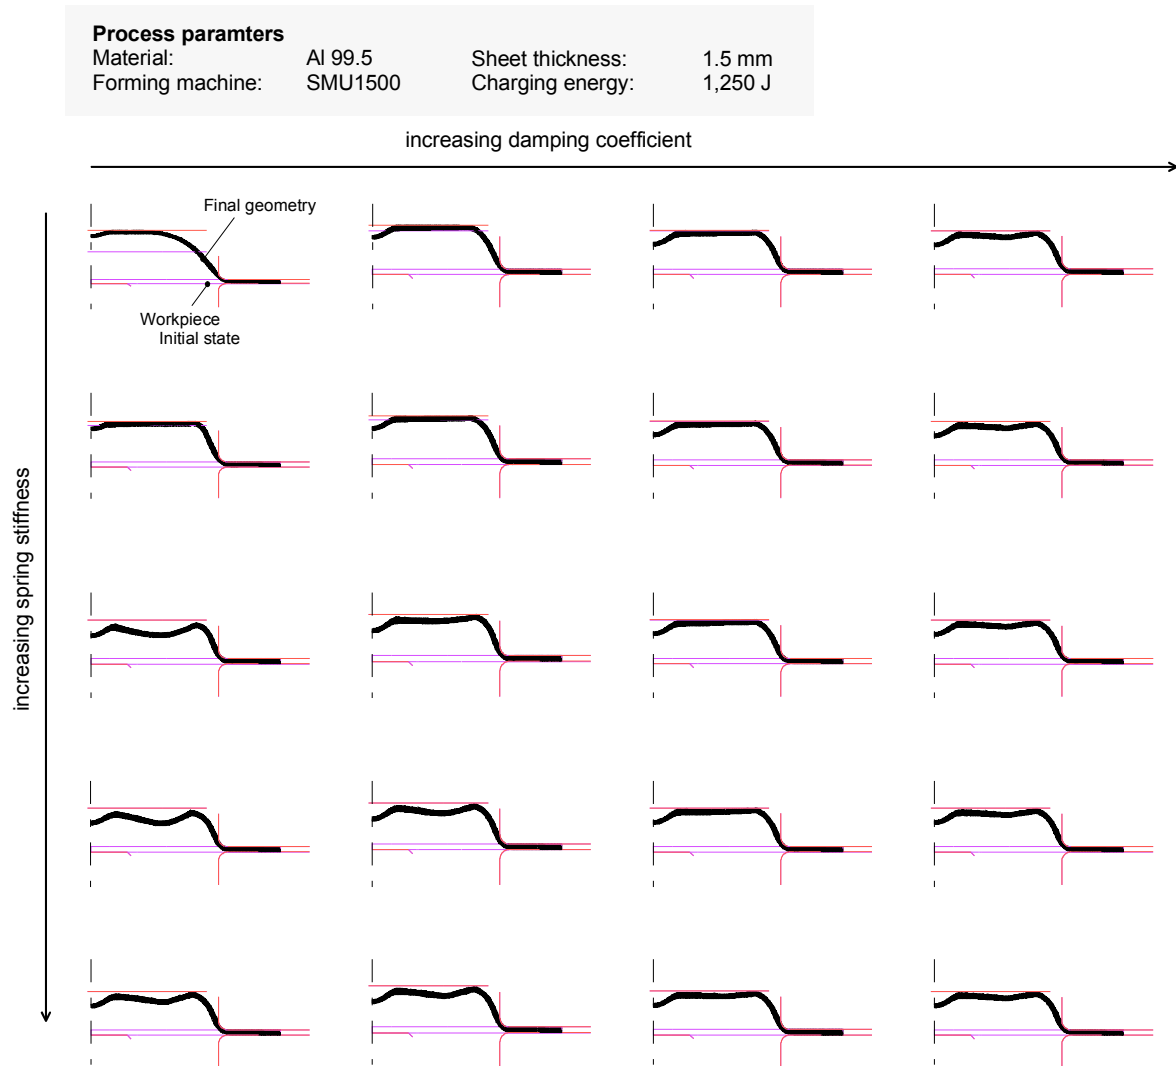 Process paramters
Material: Al 99.5 Sheet thickness: 1.5 mm
Forming machine: SMU1500 Charging energy: 1,250 J
increasing damping coefficient
increasing spring stiffness
Final geometry
Workpiece
Initial state